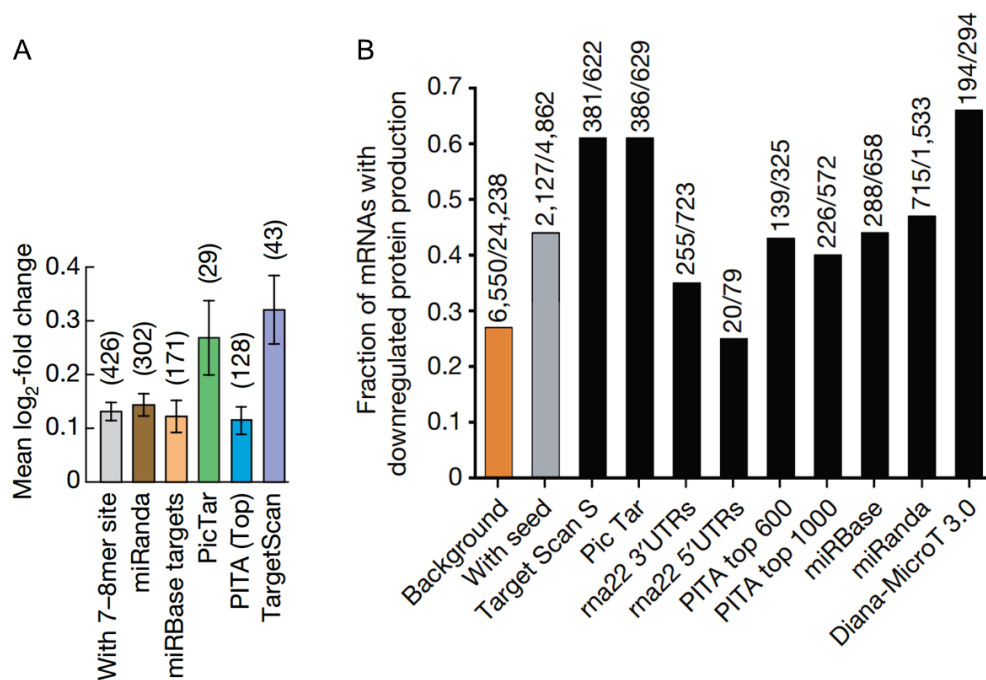 A
Mean log2-fold change
0.4
0.3
0.2
0.1
0
(426)
(302)
(171)
(29)
(128)
(43)
With 7–8mer site
miRanda
miRBase targets
PicTar
PITA (Top)
TargetScan
B
Fraction of mRNAs with
downregulated protein production
0.7
0.6
0.5
0.4
0.3
0.2
0.1
0
6,550/24,238
2,127/4,862
381/622
386/629
255/723
20/79
139/325
226/572
288/658
715/1,533
194/294
Background
With seed
Target Scan S
Pic Tar
rna22 3′UTRs
rna22 5′UTRs
PITA top 600
PITA top 1000
miRBase
miRanda
Diana-MicroT 3.0